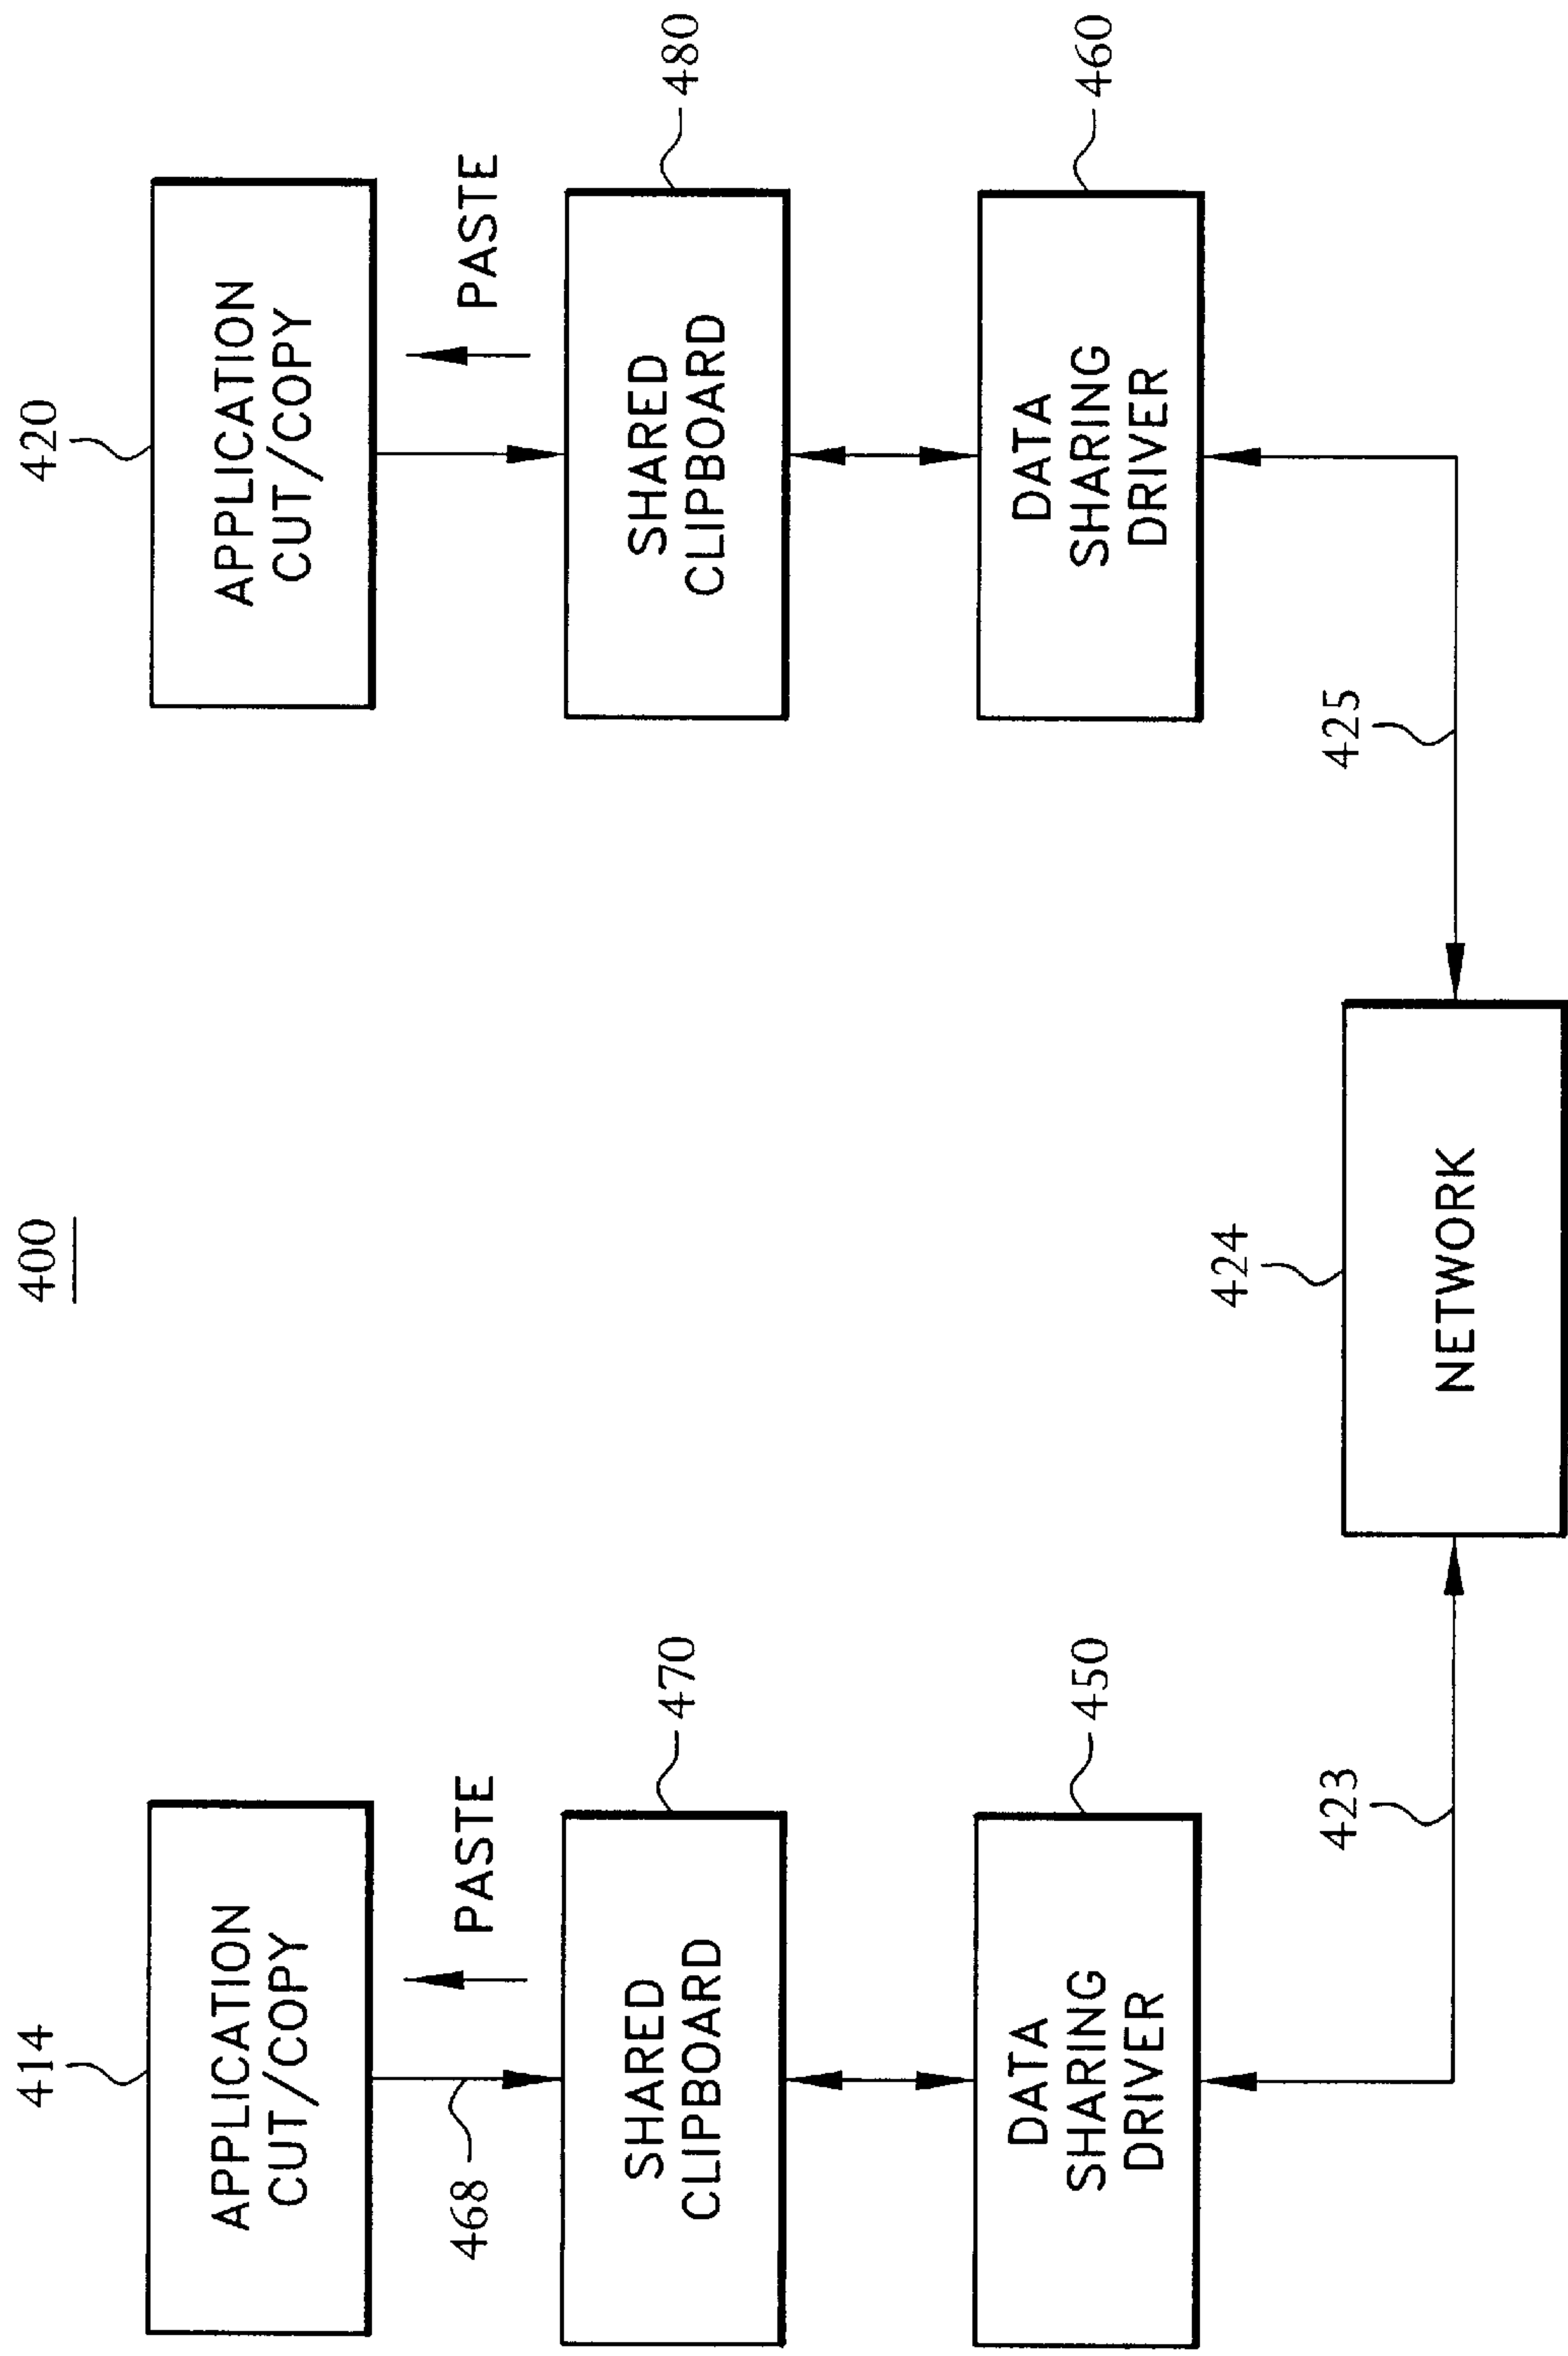 400
414
APPLICATION
CUT/COPY
468
PASTE
SHARED
CLIPBOARD
470
DATA
SHARING
DRIVER
450
423
424
NETWORK
420
APPLICATION
CUT/COPY
PASTE
SHARED
CLIPBOARD
480
DATA
SHARING
DRIVER
460
425